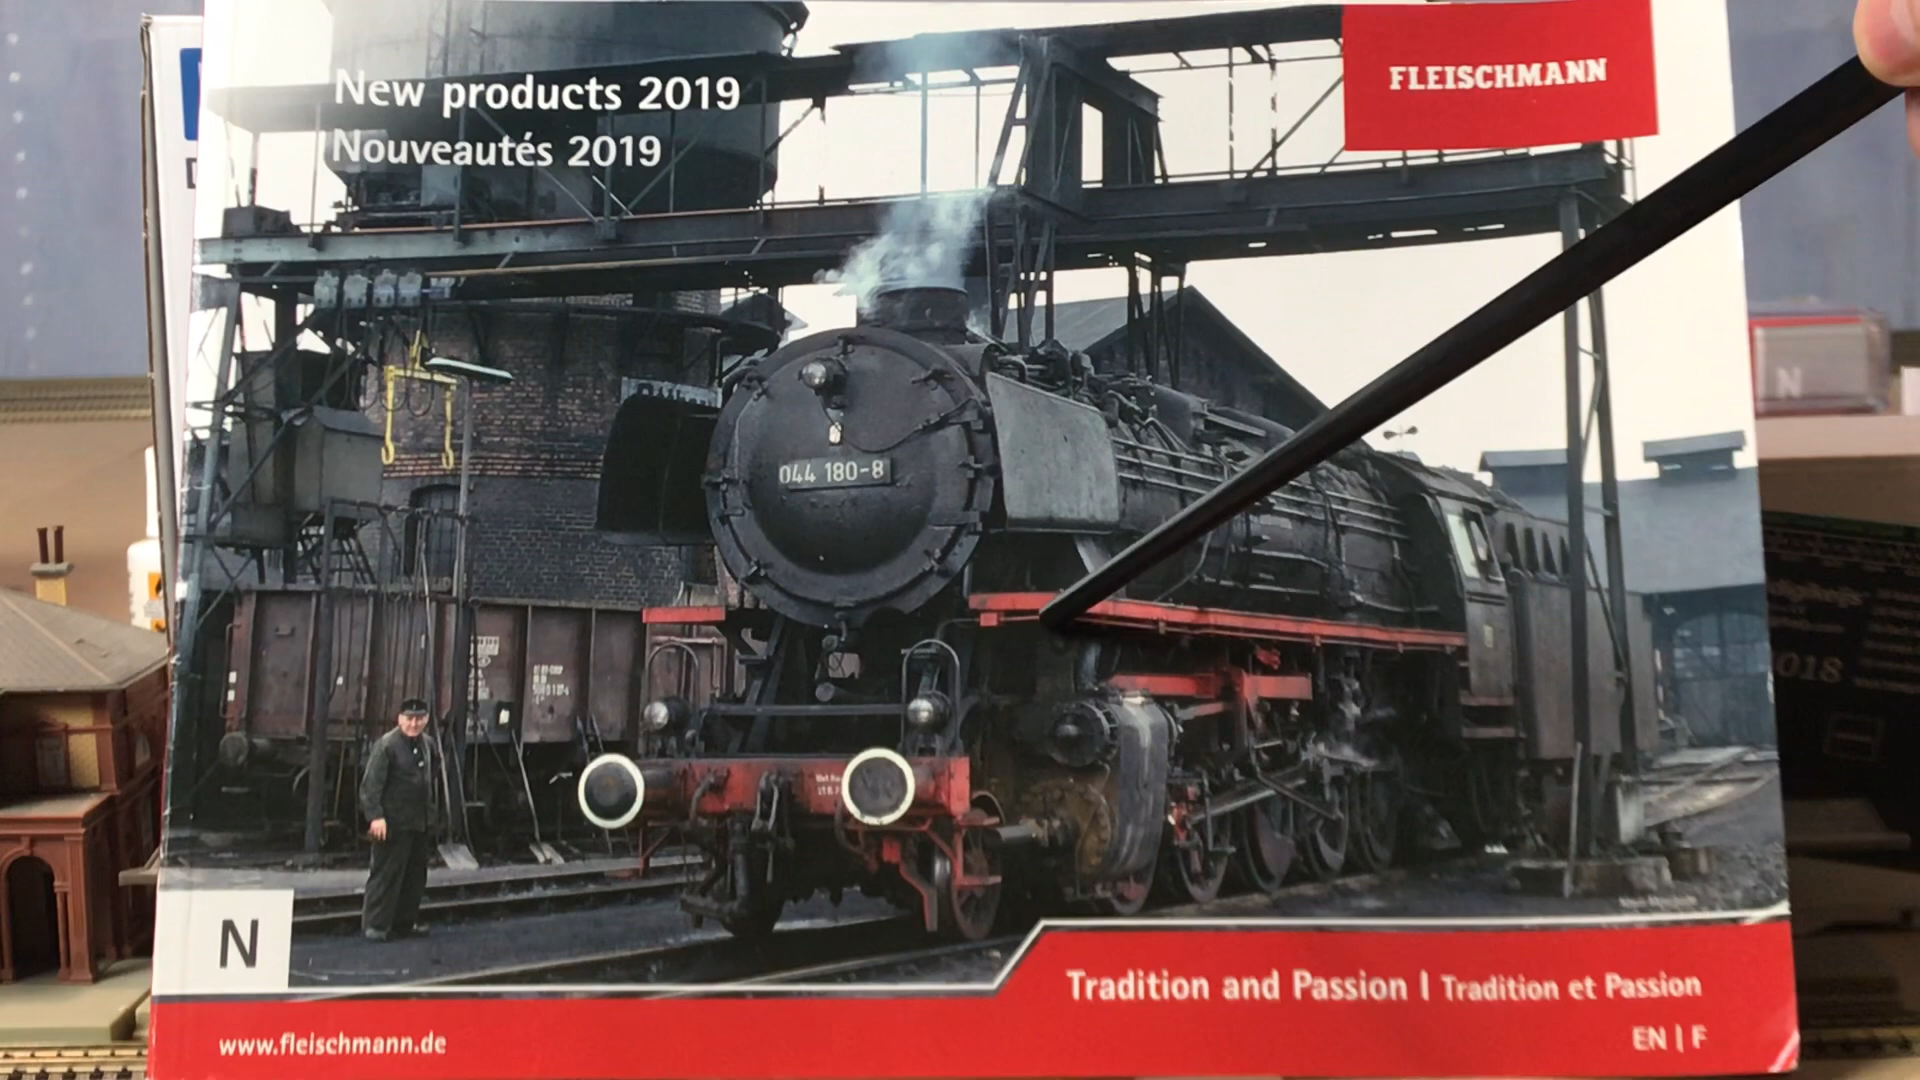 New products 2019
Nouveautés 2019
FLEISCHMANN
044 180-8
N
Tradition and Passion | Tradition et Passion
www.fleischmann.de
EN | F
N
2018